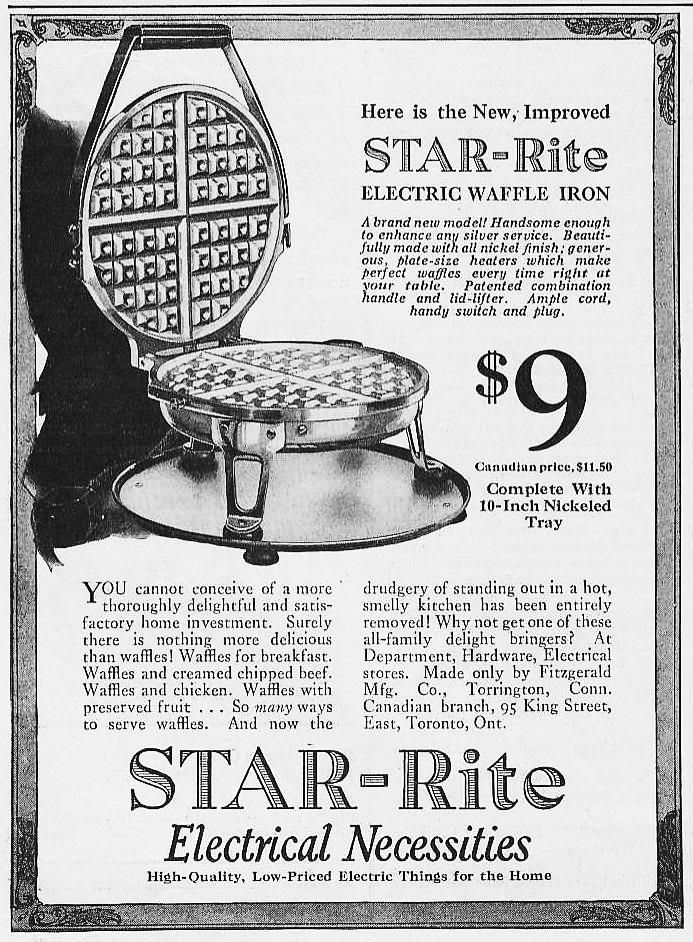 Here is the New, Improved
STAR-Rite
ELECTRIC WAFFLE IRON
A brand new model! Handsome enough
to enhance any silver service. Beauti-
fully made with all nickel finish; gener-
ous, plate-size heaters which make
perfect waffles every time right at
your table. Patented combination
handle and lid-lifter. Ample cord,
handy switch and plug.
$9
Canadian price, $11.50
Complete With
10-Inch Nickeled
Tray
YOU cannot conceive of a more
thoroughly delightful and satis-
factory home investment. Surely
there is nothing more delicious
than waffles! Waffles for breakfast.
Waffles and creamed chipped beef.
Waffles and chicken. Waffles with
preserved fruit . . . So many ways
to serve waffles. And now the
drudgery of standing out in a hot,
smelly kitchen has been entirely
removed! Why not get one of these
all-family delight bringers? At
Department, Hardware, Electrical
stores. Made only by Fitzgerald
Mfg. Co., Torrington, Conn.
Canadian branch, 95 King Street,
East, Toronto, Ont.
STAR-Rite
Electrical Necessities
High-Quality, Low-Priced Electric Things for the Home